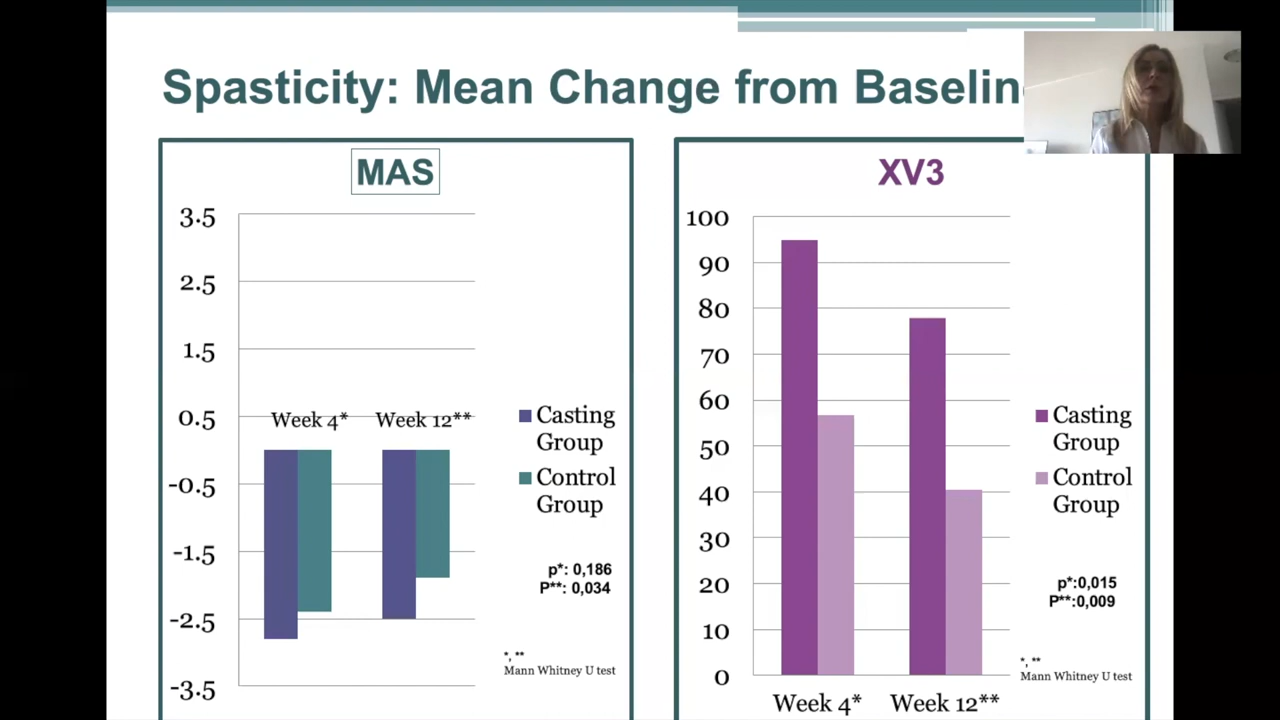 Spasticity: Mean Change from Baselin
MAS
3.5
2.5
1.5
0.5
-0.5
-1.5
-2.5
-3.5
Week 4*
Week 12**
Casting
Group
Control
Group
p*: 0,186
P**: 0,034
*, **
Mann Whitney U test
XV3
100
90
80
70
60
50
40
30
20
10
0
Week 4*
Week 12**
Casting
Group
Control
Group
p*:0,015
P**:0,009
*, **
Mann Whitney U test